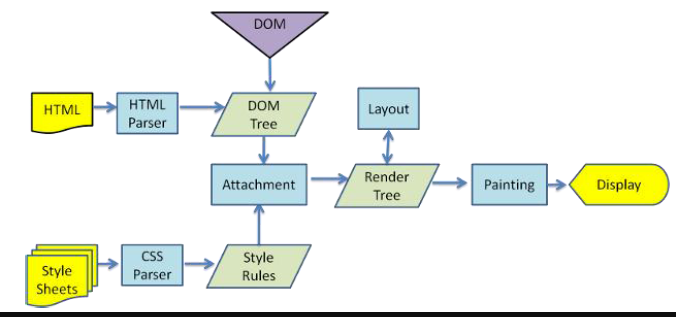 DOM
HTML
HTML
Parser
DOM
Tree
Layout
Attachment
Render
Tree
Painting
Display
Style
Sheets
CSS
Parser
Style
Rules